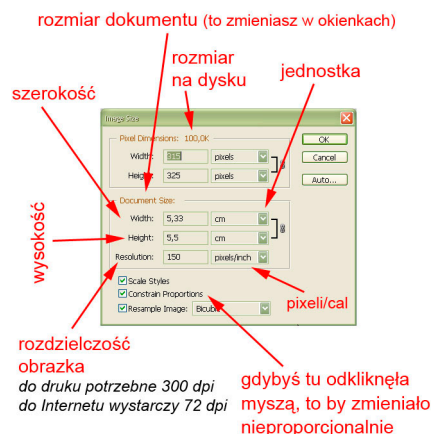 rozmiar dokumentu (to zmieniasz w okienkach)
rozmiar
na dysku
jednostka
szerokość
Image Size
Pixel Dimensions: 100,0K
Width: 315 pixels
Height: 325 pixels
OK
Cancel
Auto...
Document Size:
Width: 5,33 cm
Height: 5,5 cm
Resolution: 150 pixels/inch
wysokość
Scale Styles
Constrain Proportions
Resample Image: Bicubic
pixeli/cal
rozdzielczość
obrazka
do druku potrzebne 300 dpi
do Internetu wystarczy 72 dpi
gdybyś tu odkliknęła
myszą, to by zmieniało
nieproporcjonalnie